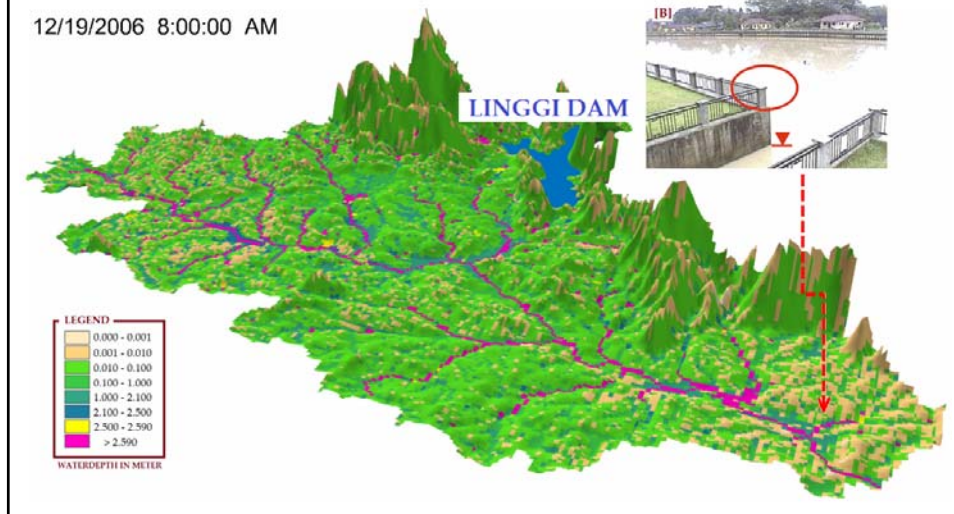 12/19/2006 8:00:00 AM
[B]
LINGGI DAM
LEGEND
0.000 - 0.001
0.001 - 0.010
0.010 - 0.100
0.100 - 1.000
1.000 - 2.100
2.100 - 2.500
2.500 - 2.590
> 2.590
WATERDEPTH IN METER